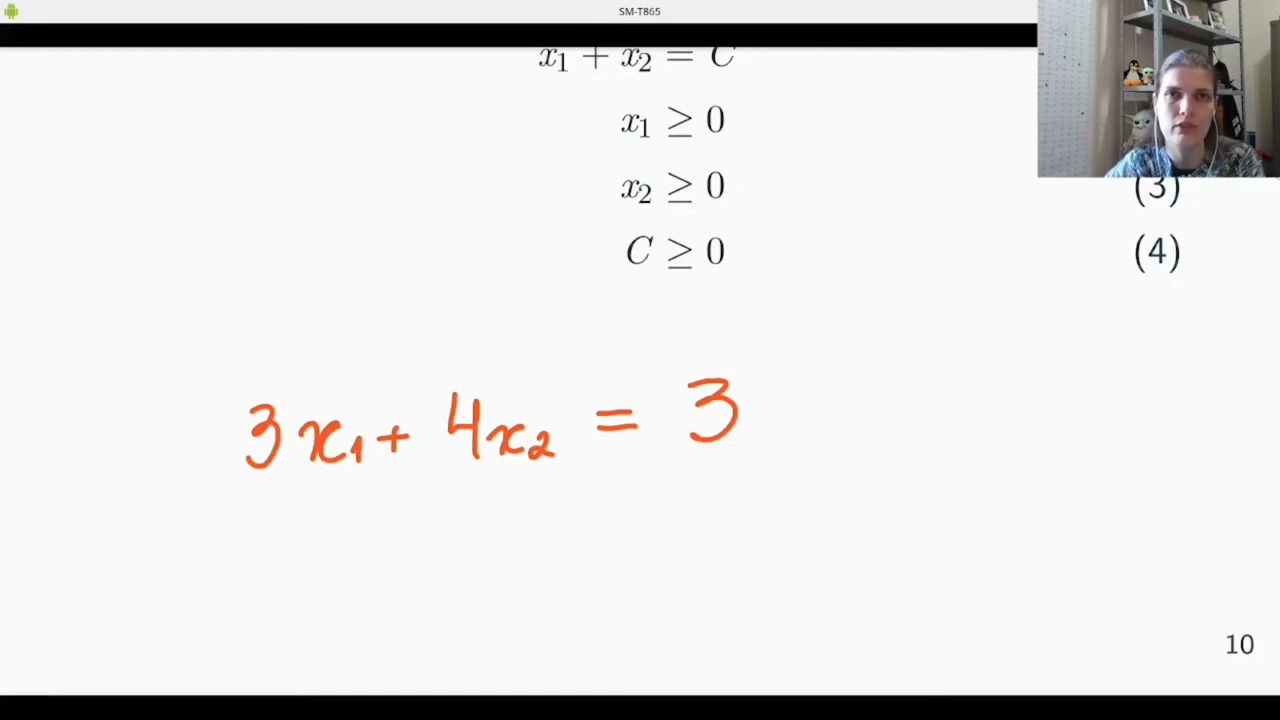 SM-T865
x₁ + x₂ = C
x₁ ≥ 0
x₂ ≥ 0 (3)
C ≥ 0 (4)
3x₁ + 4x₂ = 3
10